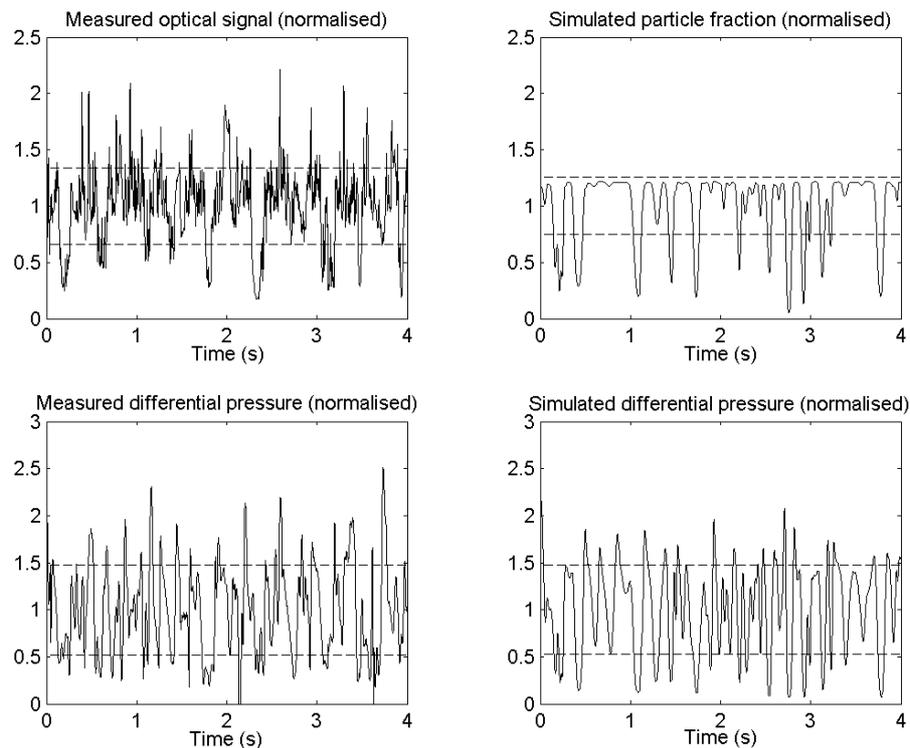 Measured optical signal (normalised)
2.5
2
1.5
1
0.5
0
0 1 2 3 4
Time (s)
Simulated particle fraction (normalised)
2.5
2
1.5
1
0.5
0
0 1 2 3 4
Time (s)
Measured differential pressure (normalised)
3
2.5
2
1.5
1
0.5
0
0 1 2 3 4
Time (s)
Simulated differential pressure (normalised)
3
2.5
2
1.5
1
0.5
0
0 1 2 3 4
Time (s)